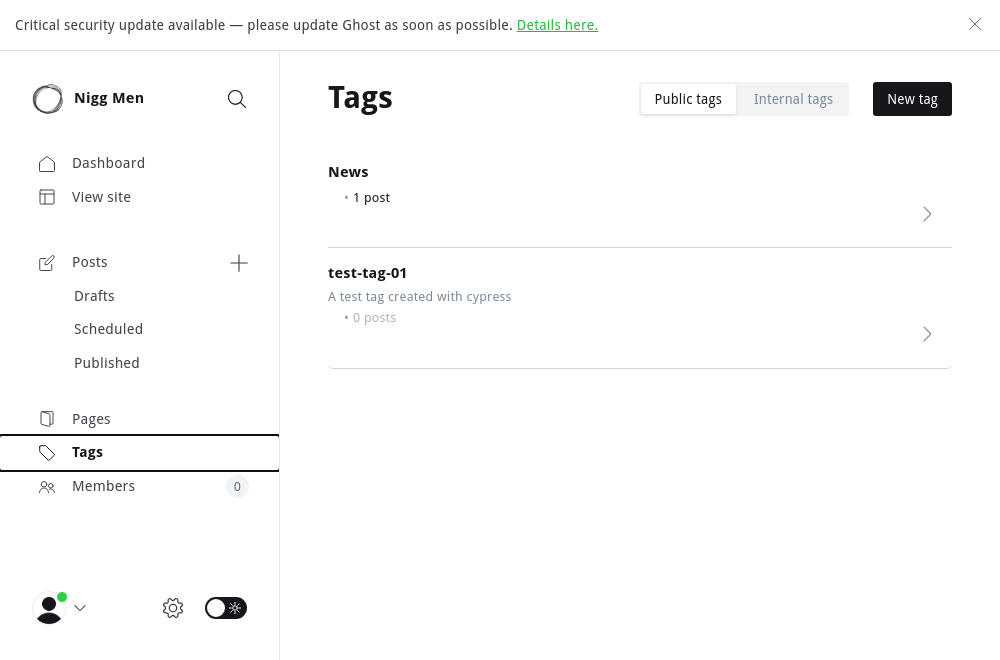 Critical security update available — please update Ghost as soon as possible. Details here.
Nigg Men
Dashboard
View site
Posts
Drafts
Scheduled
Published
Pages
Tags
Members
0
Tags
Public tags
Internal tags
New tag
News
• 1 post
test-tag-01
A test tag created with cypress
• 0 posts